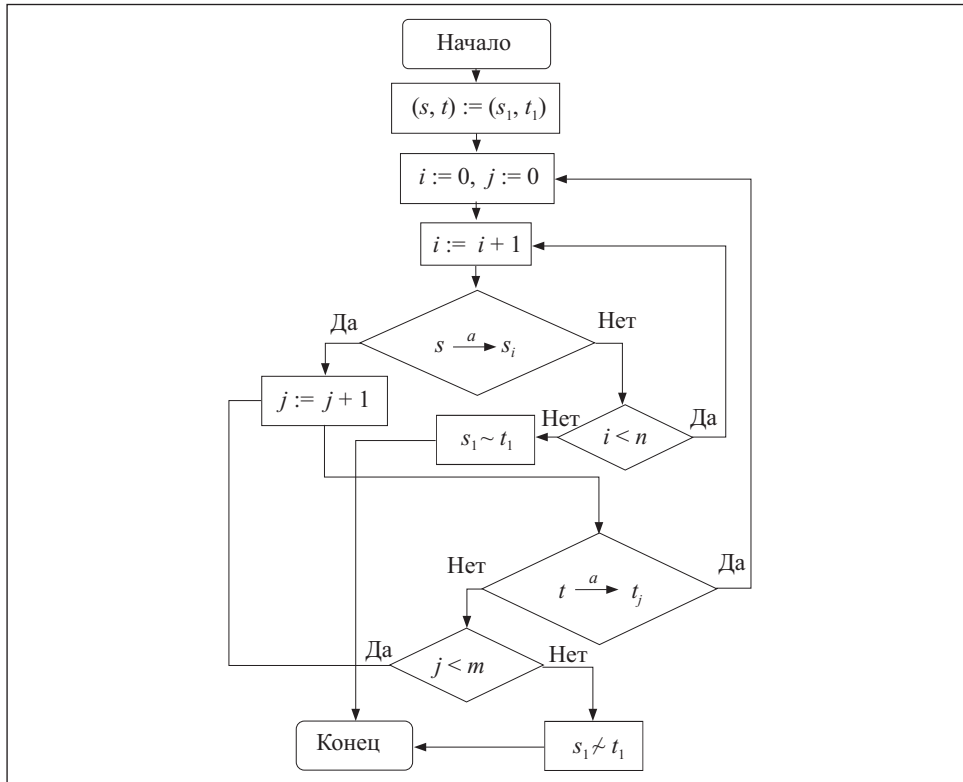 Начало
(s, t) := (s₁, t₁)
i := 0, j := 0
i := i + 1
Да
Нет
s —a→ sᵢ
j := j + 1
Нет
Да
s₁ ~ t₁
i < n
Нет
Да
t —a→ tⱼ
Да
Нет
j < m
Конец
s₁ ≁ t₁